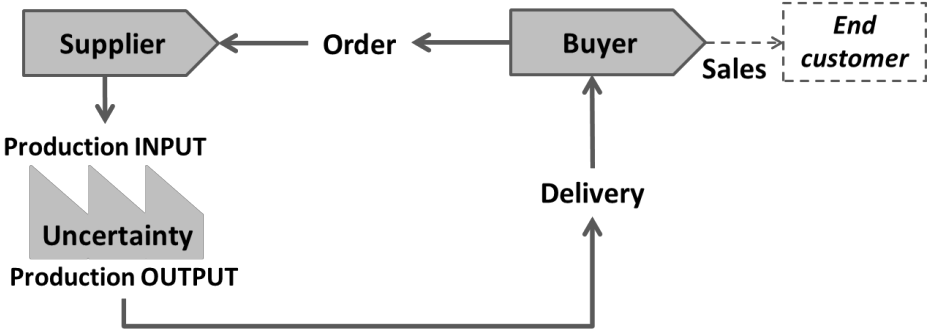 Supplier
Order
Buyer
Sales
End
customer
Production INPUT
Uncertainty
Production OUTPUT
Delivery